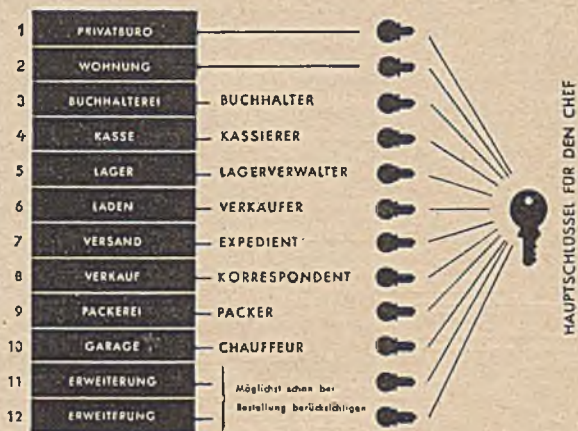 1 PRIVATBÜRO
2 WOHNUNG
3 BUCHHALTEREI BUCHHALTER
4 KASSE KASSIERER
5 LAGER LAGERVERWALTER
6 LADEN VERKÄUFER
7 VERSAND EXPEDIENT
8 VERKAUF KORRESPONDENT
9 PACKEREI PACKER
10 GARAGE CHAUFFEUR
11 ERWEITERUNG
12 ERWEITERUNG
Möglichst schon bei
Bestellung berücksichtigen
HAUPTSCHLÜSSEL FÜR DEN CHEF